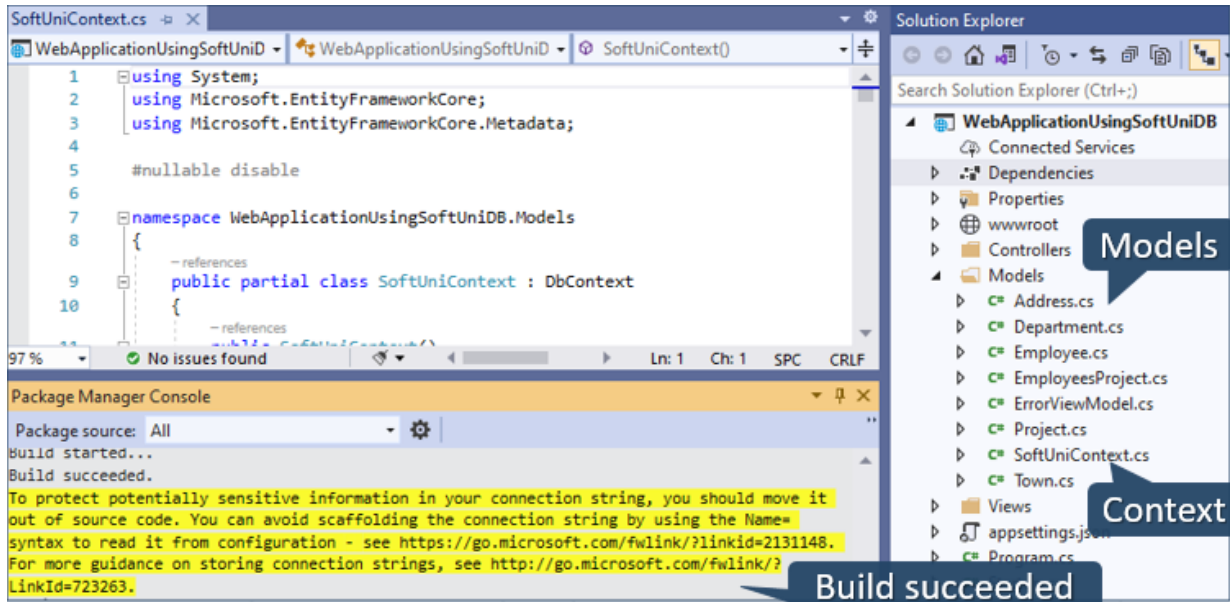 SoftUniContext.cs
WebApplicationUsingSoftUniD
WebApplicationUsingSoftUniD
SoftUniContext()
1 using System;
2 using Microsoft.EntityFrameworkCore;
3 using Microsoft.EntityFrameworkCore.Metadata;
4
5 #nullable disable
6
7 namespace WebApplicationUsingSoftUniDB.Models
8 {
- references
9 public partial class SoftUniContext : DbContext
10 {
- references
11 public SoftUniContext()
97 % No issues found Ln: 1 Ch: 1 SPC CRLF
Package Manager Console
Package source: All
Build started...
Build succeeded.
To protect potentially sensitive information in your connection string, you should move it
out of source code. You can avoid scaffolding the connection string by using the Name=
syntax to read it from configuration - see https://go.microsoft.com/fwlink/?linkid=2131148.
For more guidance on storing connection strings, see http://go.microsoft.com/fwlink/?
LinkId=723263.
Build succeeded
Solution Explorer
Search Solution Explorer (Ctrl+;)
WebApplicationUsingSoftUniDB
Connected Services
Dependencies
Properties
wwwroot
Controllers
Models
Models
C# Address.cs
C# Department.cs
C# Employee.cs
C# EmployeesProject.cs
C# ErrorViewModel.cs
C# Project.cs
C# SoftUniContext.cs
C# Town.cs
Views
Context
appsettings.json
C# Program.cs